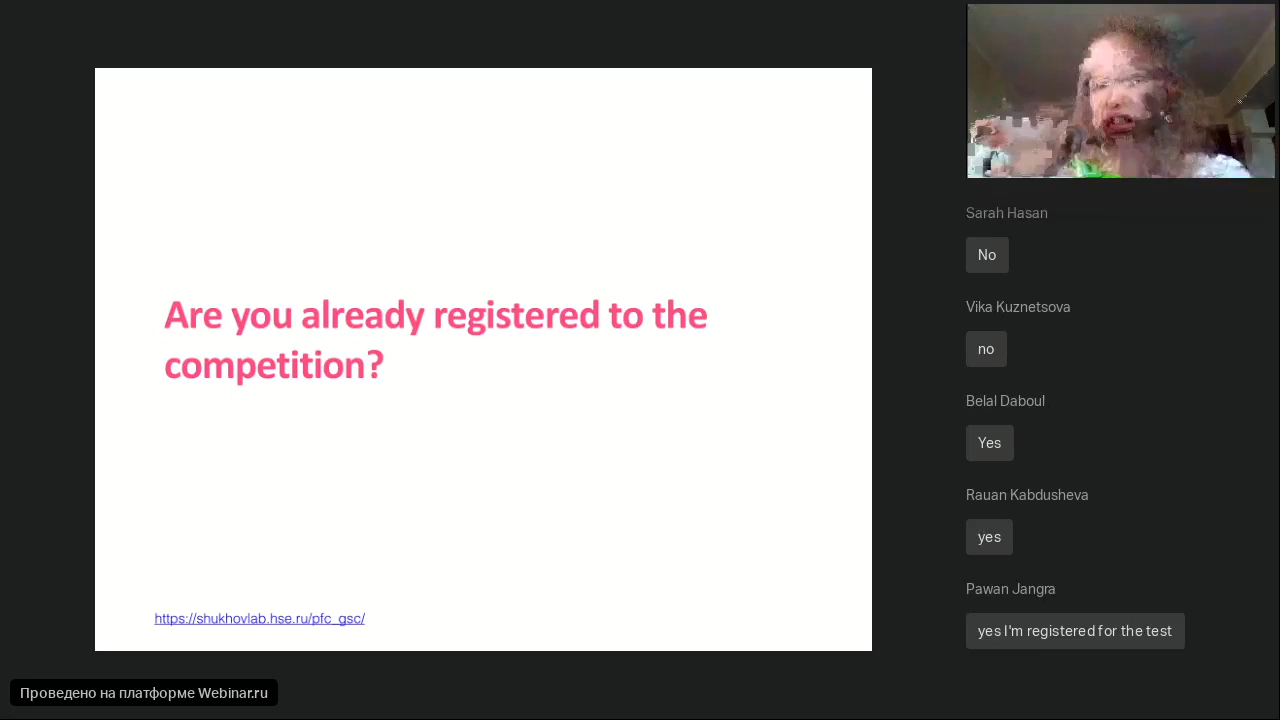 Are you already registered to the
competition?
https://shukhovlab.hse.ru/pfc_gsc/
Sarah Hasan
No
Vika Kuznetsova
no
Belal Daboul
Yes
Rauan Kabdusheva
yes
Pawan Jangra
yes I'm registered for the test
Проведено на платформе Webinar.ru